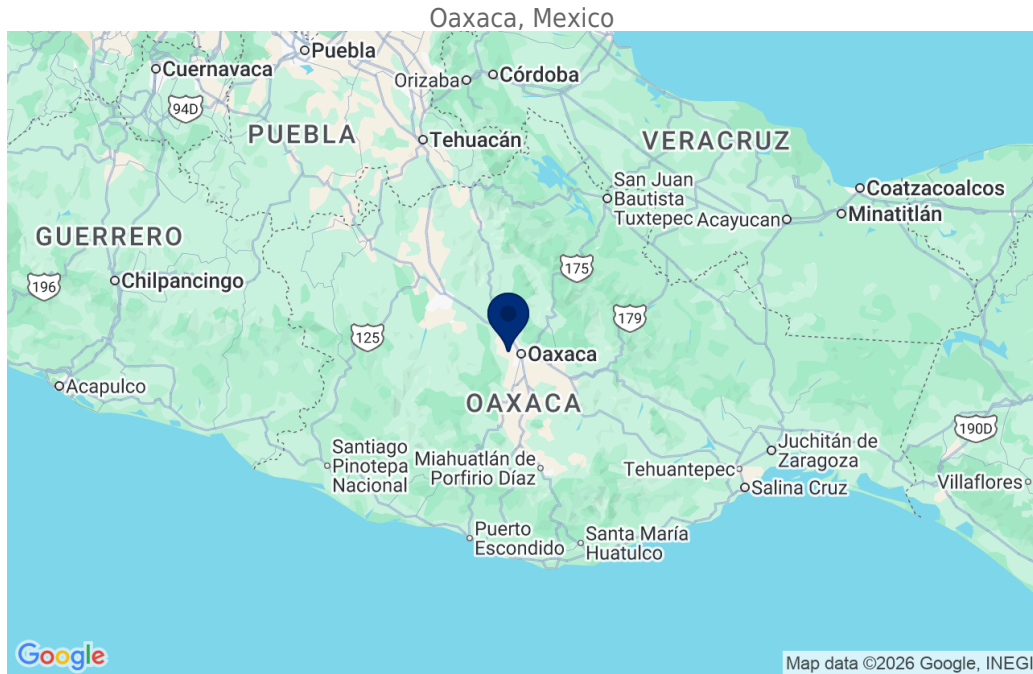 Oaxaca, Mexico
Puebla
Cuernavaca
Orizaba
Córdoba
94D
PUEBLA
Tehuacán
VERACRUZ
San Juan
Bautista
Tuxtepec
Acayucan
Coatzacoalcos
Minatitlán
GUERRERO
196
Chilpancingo
175
179
125
Oaxaca
Acapulco
OAXACA
190D
Santiago
Pinotepa
Nacional
Miahuatlán de
Porfirio Díaz
Tehuantepec
Juchitán de
Zaragoza
Salina Cruz
Villaflores
Puerto
Escondido
Santa María
Huatulco
Google
Map data ©2026 Google, INEGI